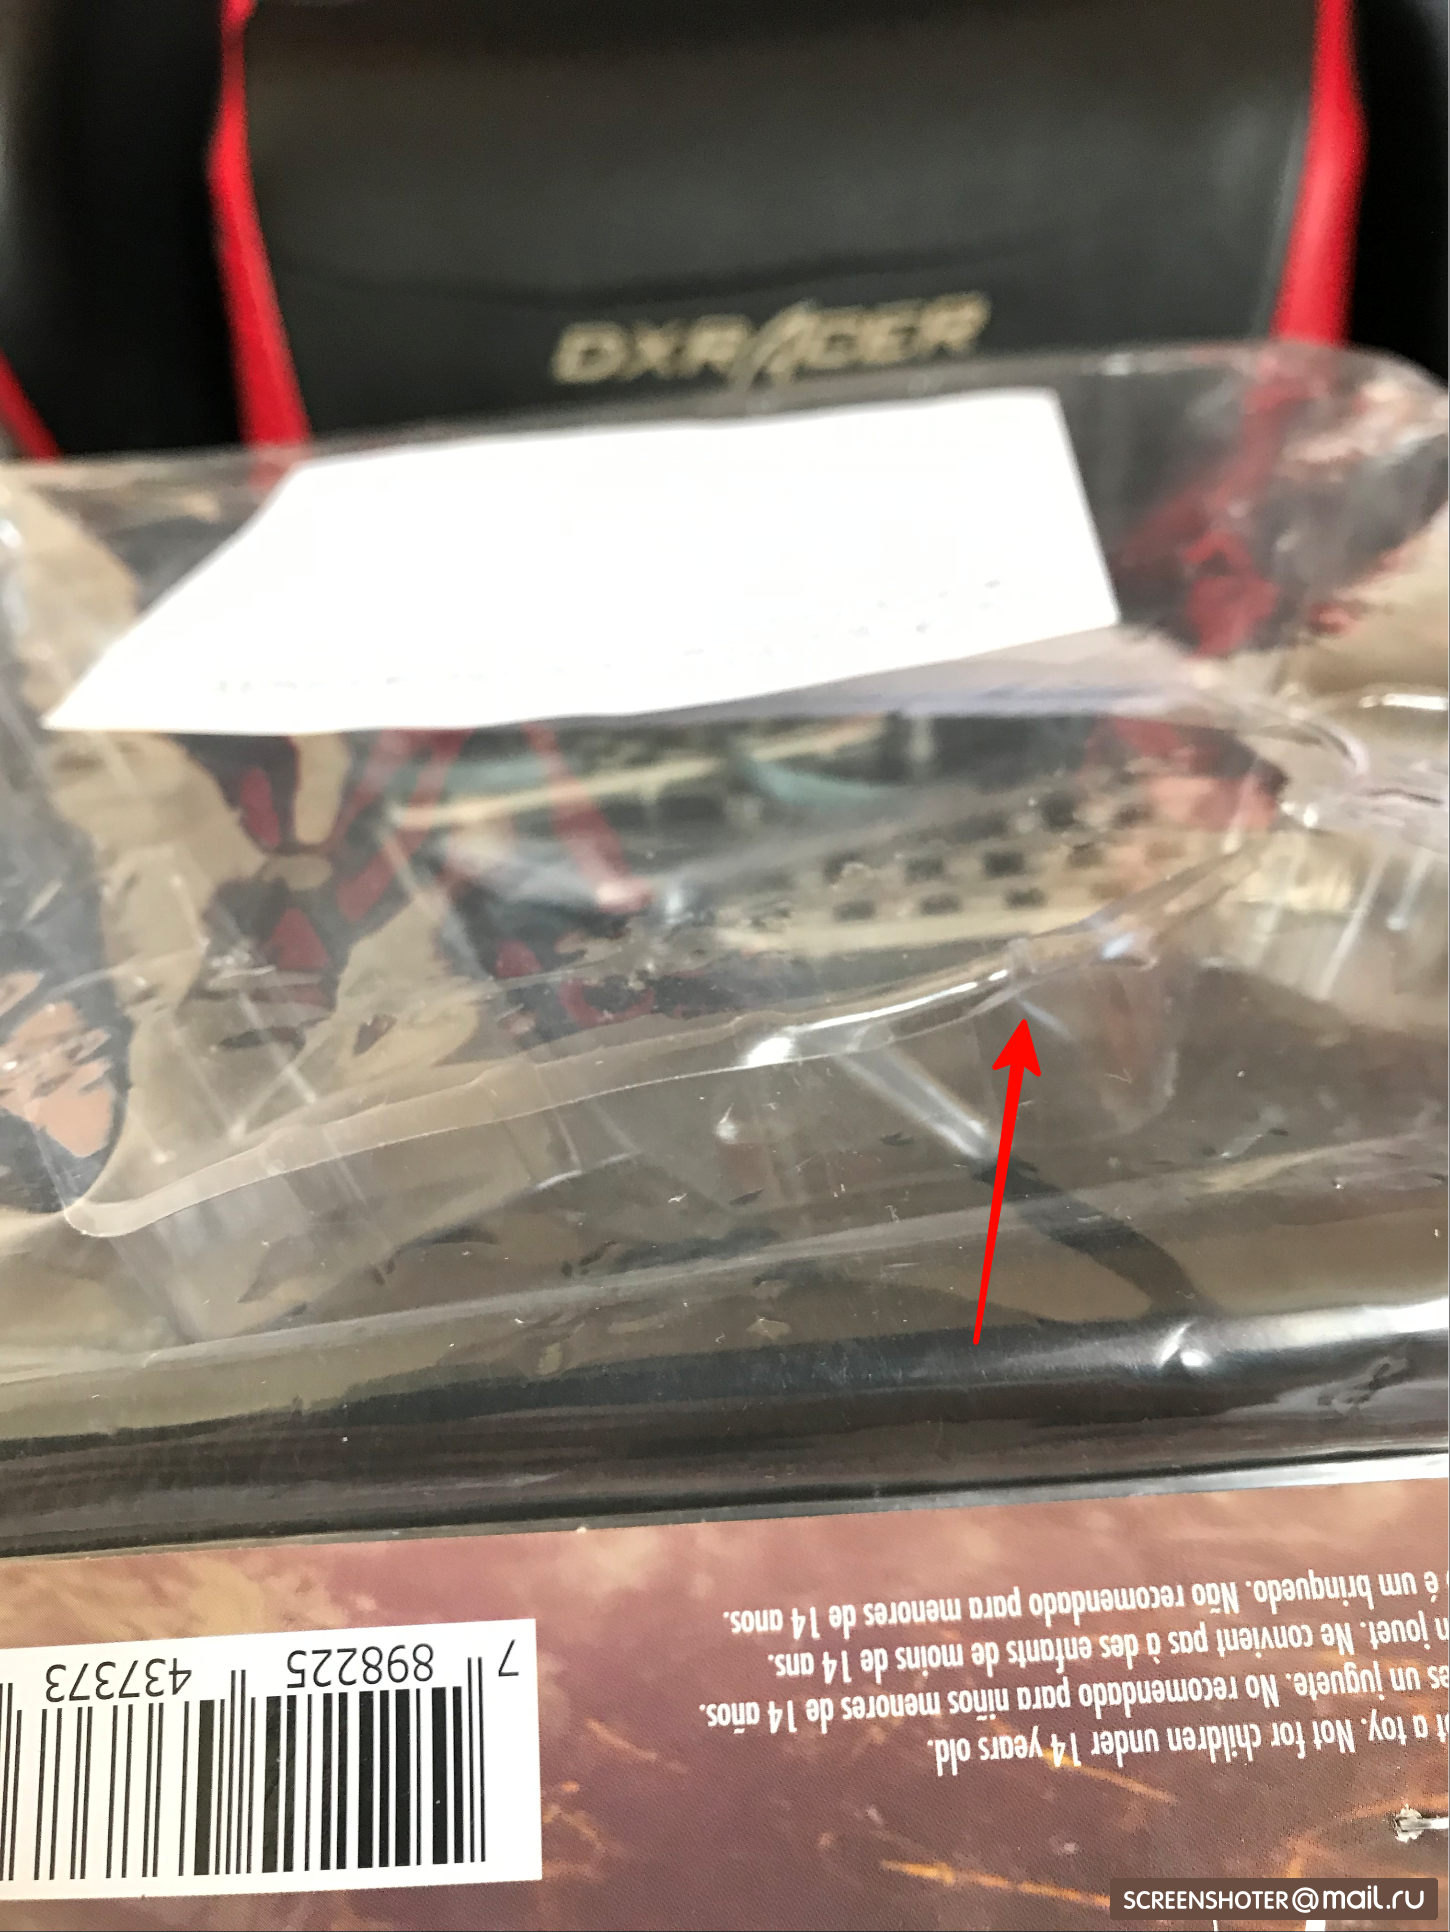 DXRACER
t a toy. Not for children under 14 years old.
es un juguete. No recomendado para niños menores de 14 años.
n jouet. Ne convient pas à des enfants de moins de 14 ans.
é um brinquedo. Não recomendado para menores de 14 anos.
7 898225 437373
SCREENSHOTER@mail.ru